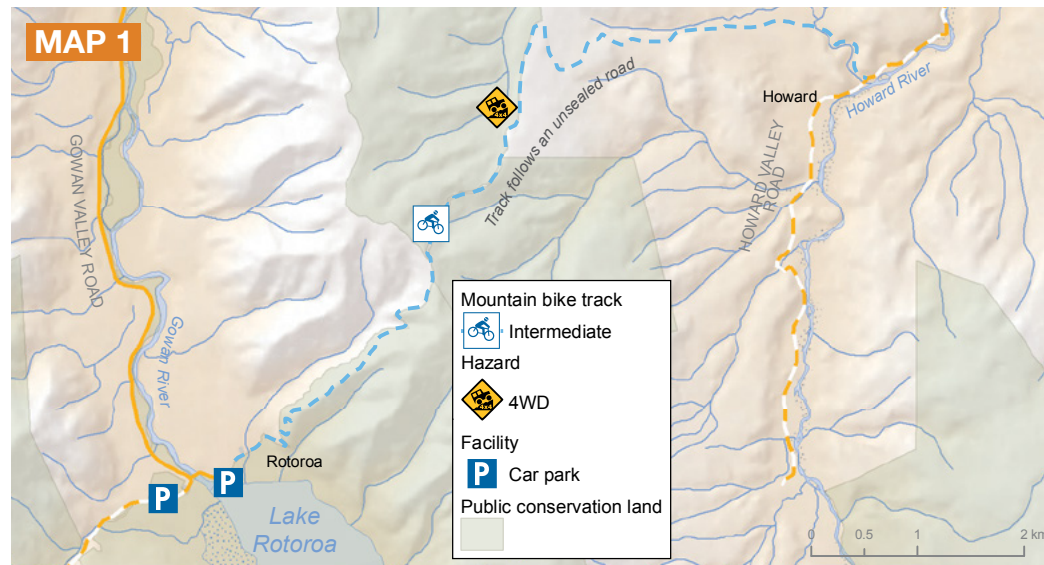 MAP 1
GOWAN VALLEY ROAD
Gowan River
Rotoroa
P
P
Lake
Rotoroa
4x4
Track follows an unsealed road
Howard
Howard River
HOWARD VALLEY
ROAD
Mountain bike track
Intermediate
Hazard
4x4
4WD
Facility
P
Car park
Public conservation land
0 0.5 1 2 km